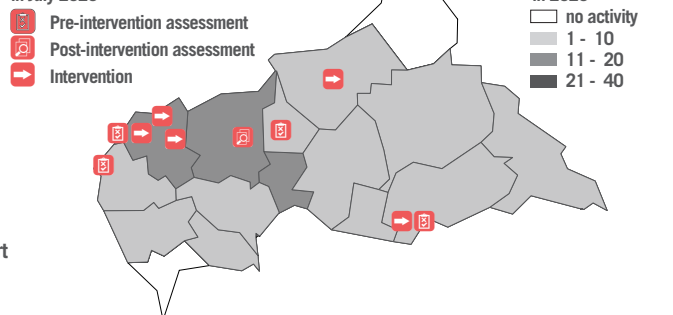 Pre-intervention assessment
Post-intervention assessment
Intervention
no activity
1 - 10
11 - 20
21 - 40